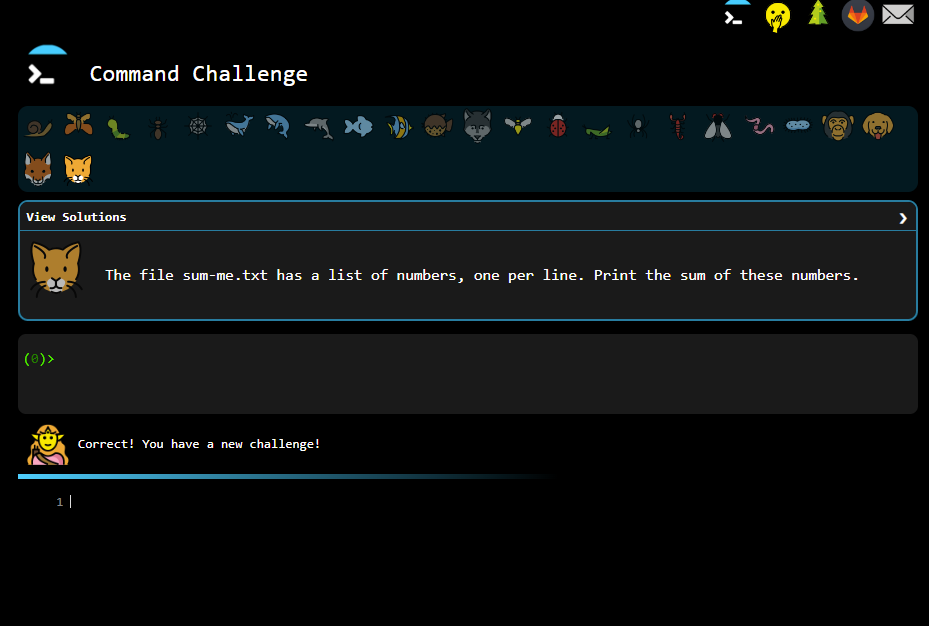 Command Challenge
View Solutions
The file sum-me.txt has a list of numbers, one per line. Print the sum of these numbers.
(0)>
Correct! You have a new challenge!
1